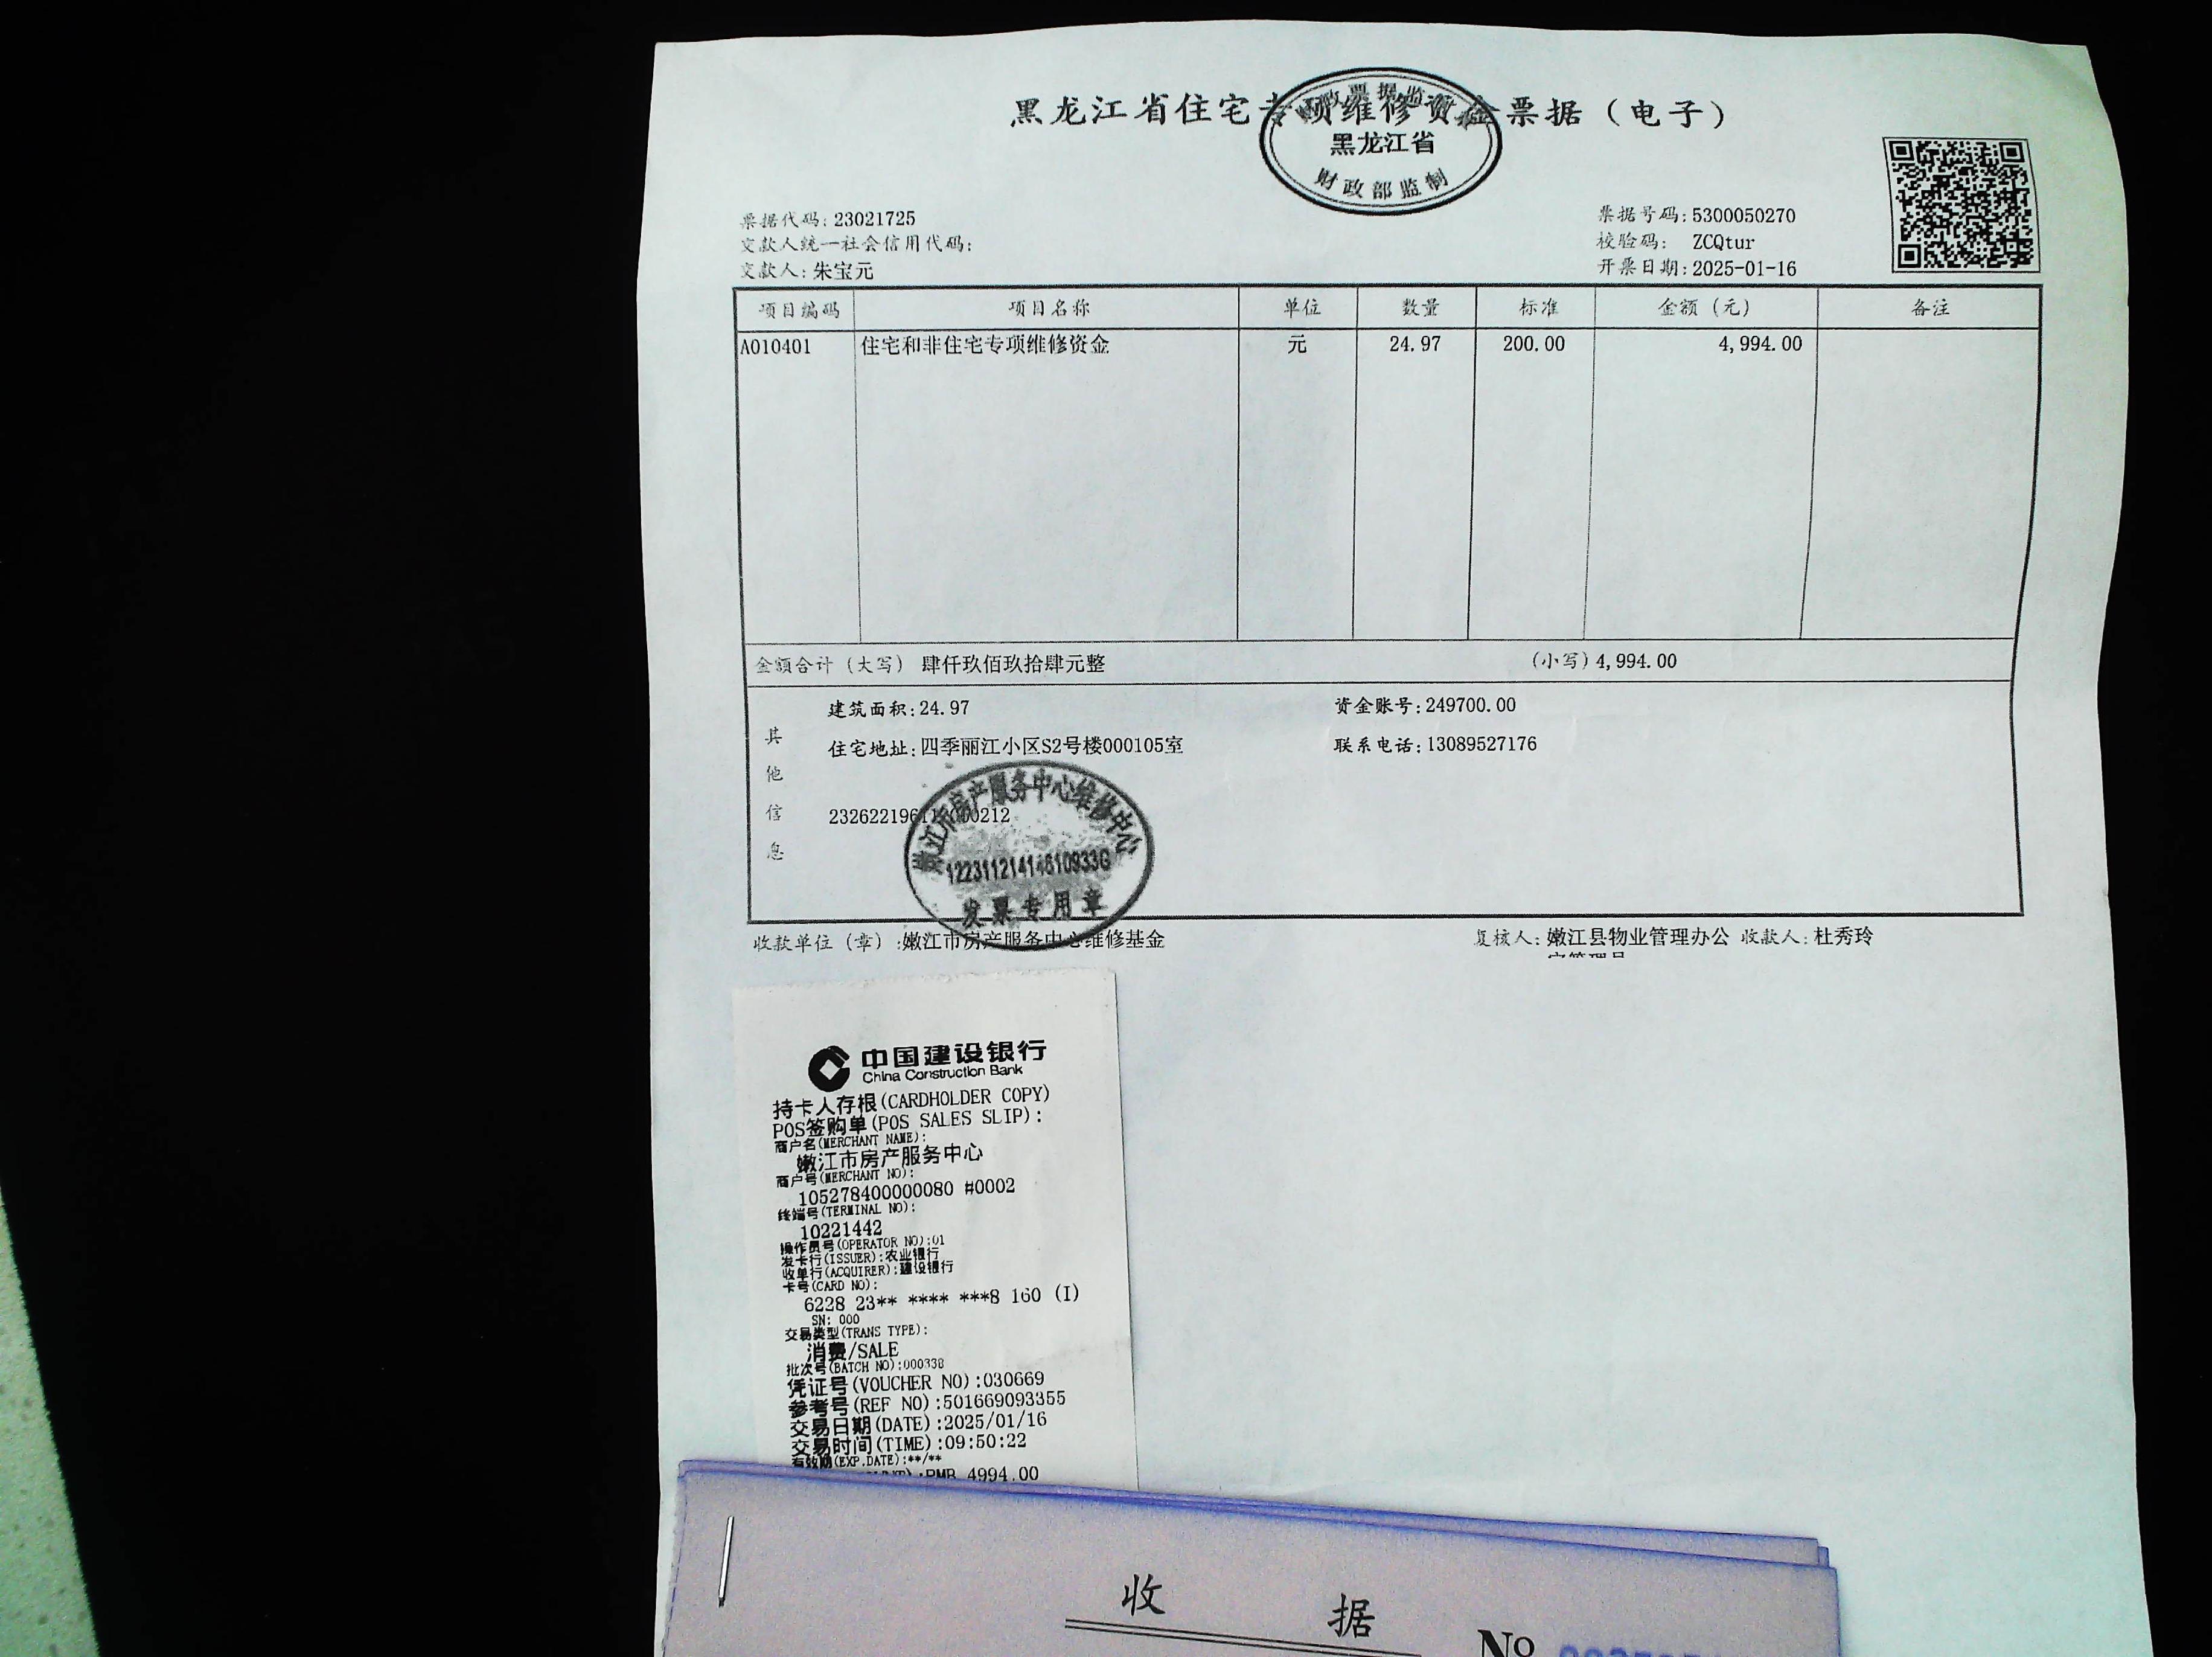 黑龙江省住宅专项维修资金票据（电子）
黑龙江省
财政部监制
票据代码：23021725
票据号码：5300050270
交款人统一社会信用代码：
校验码： ZCQtur
交款人：朱宝元
开票日期：2025-01-16
项目编码 项目名称 单位 数量 标准 金额（元） 备注
A010401 住宅和非住宅专项维修资金 元 24.97 200.00 4,994.00
金额合计（大写） 肆仟玖佰玖拾肆元整 （小写）4,994.00
其他信息
建筑面积：24.97 资金账号：249700.00
住宅地址：四季丽江小区S2号楼000105室 联系电话：13089527176
嫩江市房产服务中心维修中心
发票专用章
收款单位（章）：嫩江市房产服务中心维修基金 复核人：嫩江县物业管理办公 收款人：杜秀玲
中国建设银行
China Construction Bank
持卡人存根(CARDHOLDER COPY)
POS签购单(POS SALES SLIP):
商户名(MERCHANT NAME):
嫩江市房产服务中心
商户号(MERCHANT NO):
105278400000080 #0002
终端号(TERMINAL NO):
10221442
操作员号(OPERATOR NO):01
发卡行(ISSUER):农业银行
收单行(ACQUIRER):建设银行
卡号(CARD NO):
6228 23** **** ***8 160 (I)
SN: 000
交易类型(TRANS TYPE):
消费/SALE
批次号(BATCH NO):000338
凭证号(VOUCHER NO):030669
参考号(REF NO):501669093355
交易日期(DATE):2025/01/16
交易时间(TIME):09:50:22
有效期(EXP.DATE):**/**
:RMB 4994.00
收 据
No